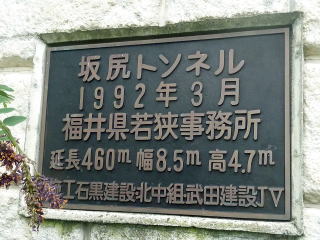 坂尻トンネル
1992年3月
福井県若狭事務所
延長460m 幅8.5m 高4.7m
施工石黒建設・北中組武田建設JV